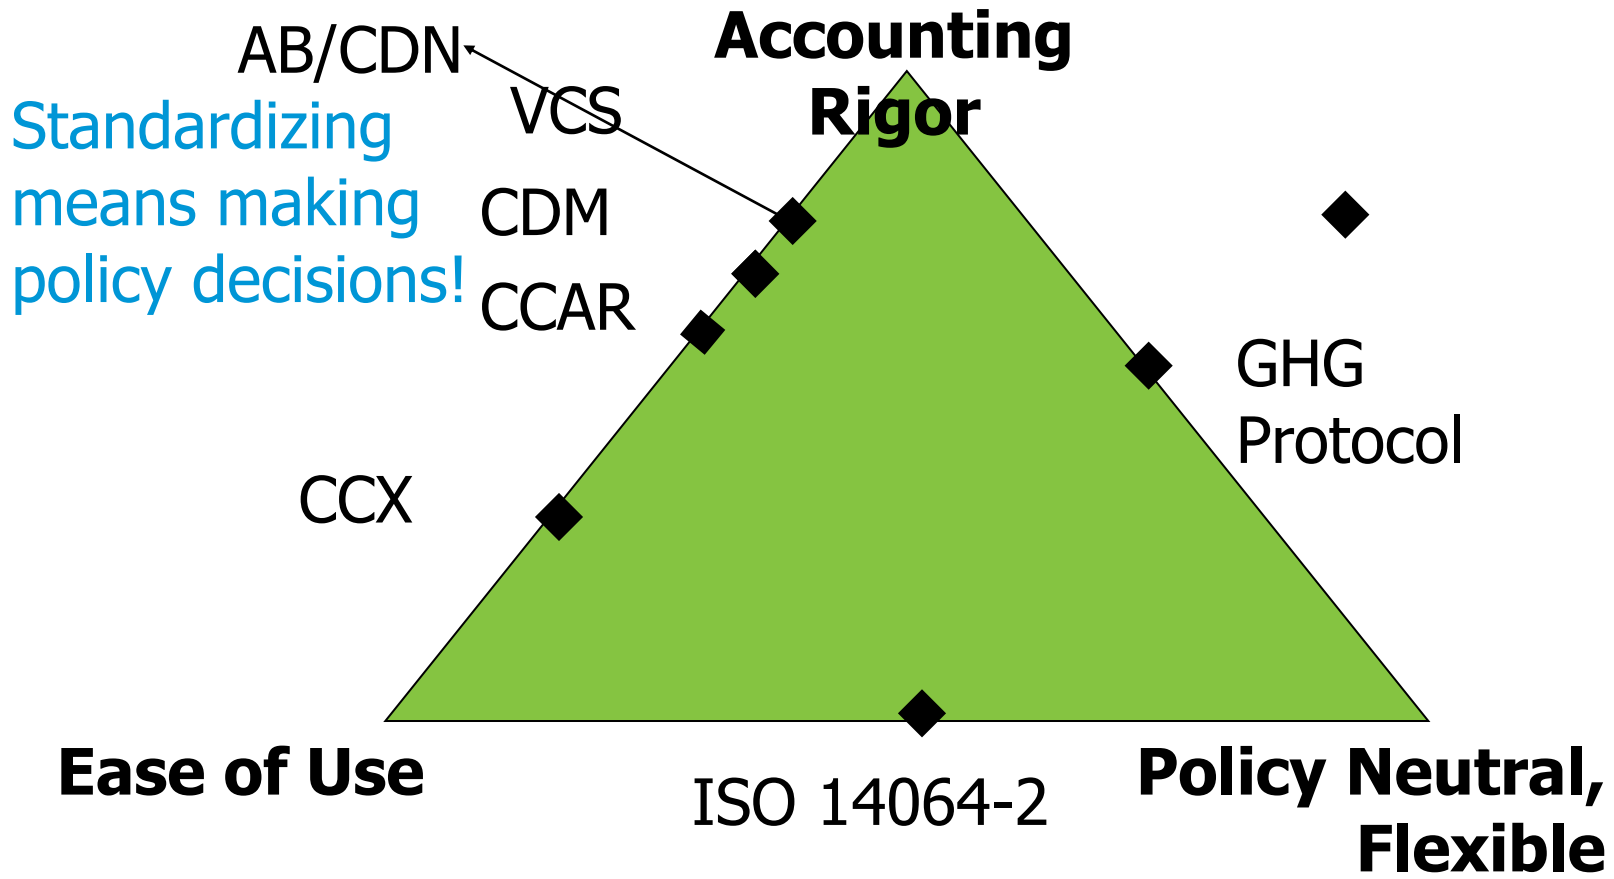 AB/CDN
Accounting
Rigor
VCS
Standardizing
means making
policy decisions!
CDM
CCAR
GHG
Protocol
CCX
Ease of Use
ISO 14064-2
Policy Neutral,
Flexible